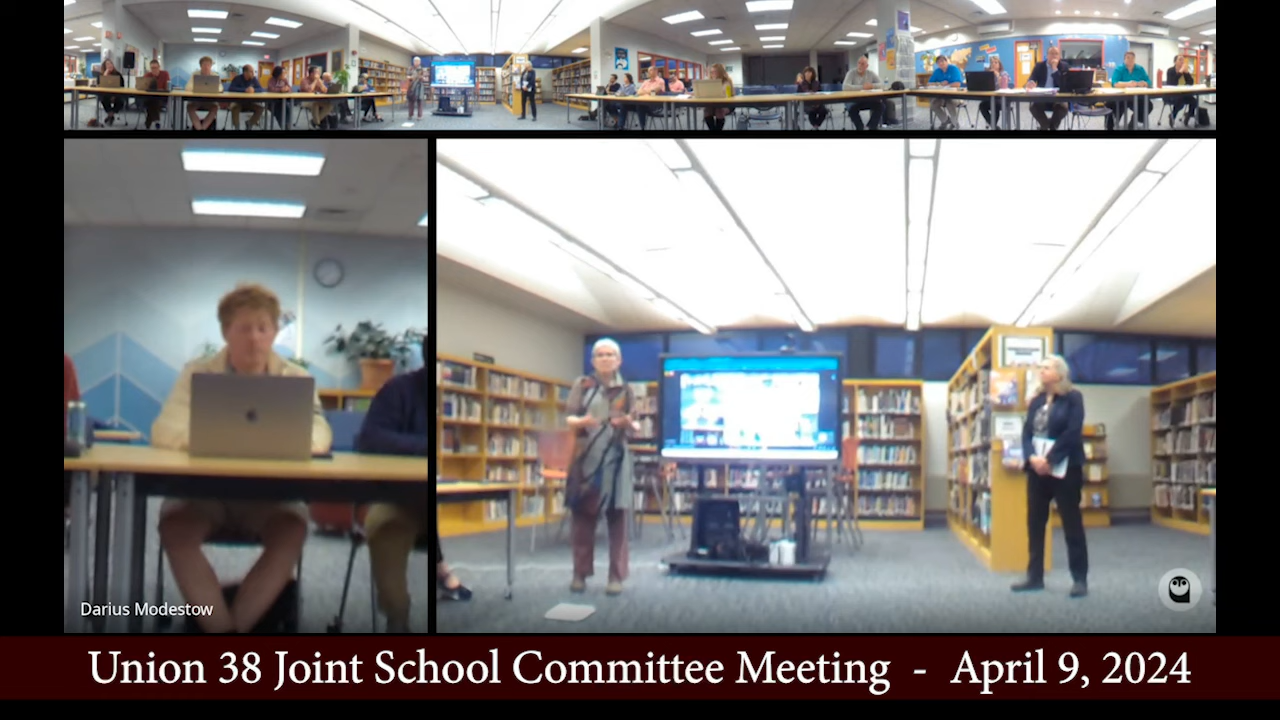 Darius Modestow
Union 38 Joint School Committee Meeting - April 9, 2024